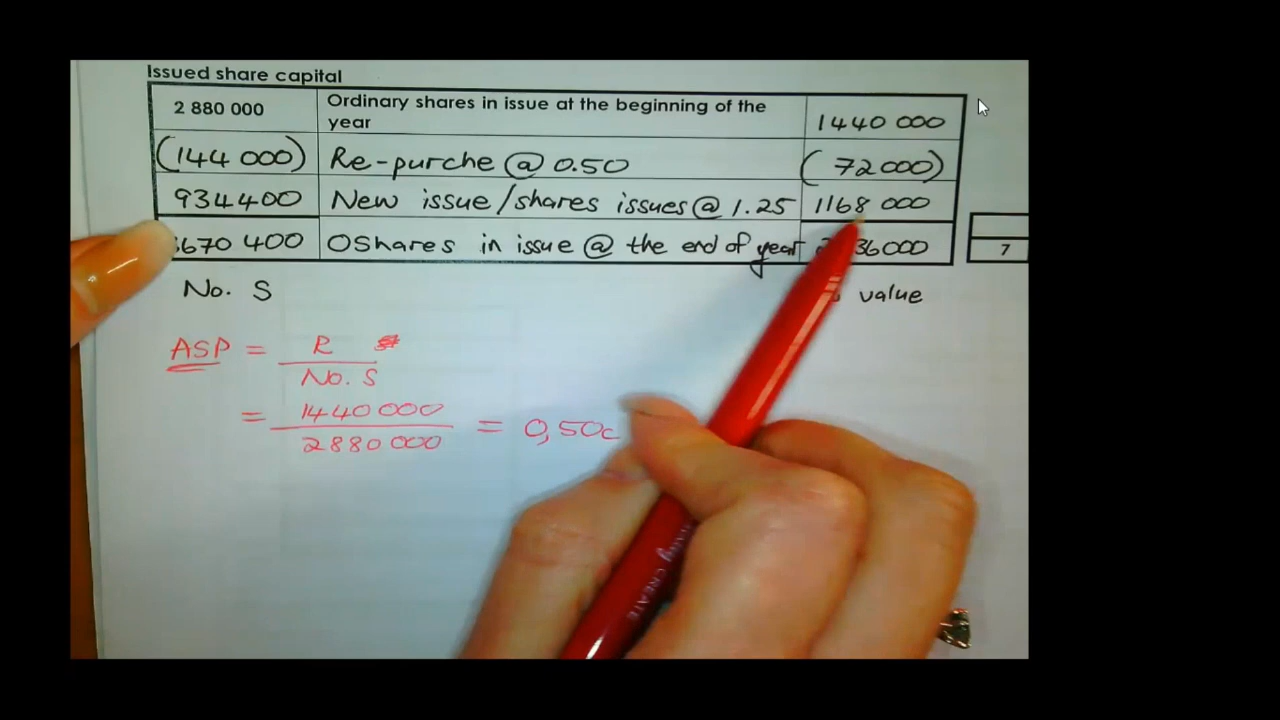 Issued share capital
2 880 000 Ordinary shares in issue at the beginning of the year 1440 000
(144 000) Re-purche @ 0.50 ( 72000)
934400 New issue/shares issues @ 1.25 1168 000
670 400 OShares in issue @ the end of year 36000
7
No. S value
ASP = R
No. S
= 1440 000
2880 000
= 0,50c
CREATE